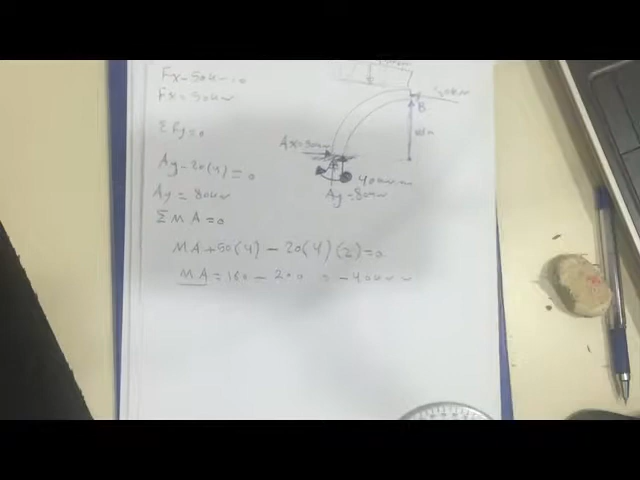 Fx-50kN=0
Fx=50kN
ΣFy=0
Ay-20(4)=0
Ay=80kN
ΣMA=0
MA+50(4)-20(4)(2)=0
MA=160-200=-40kN
Ax=50kN
B
40kN.m
Ay=80kN